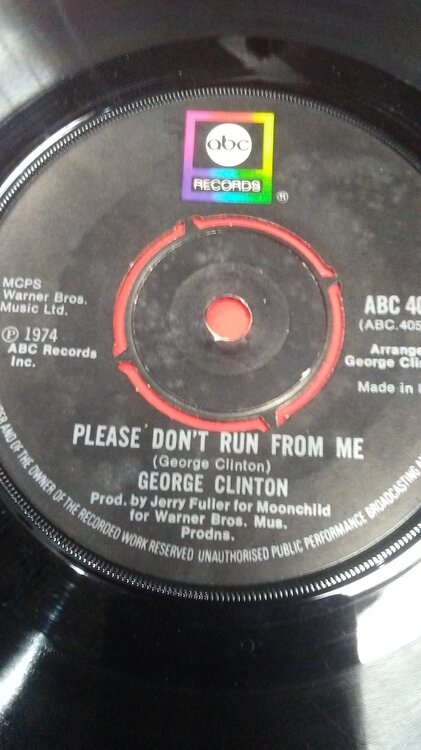 abc
RECORDS
®
MCPS
Warner Bros.
Music Ltd.
℗ 1974
ABC Records
Inc.
ABC 40
(ABC.405
Arrange
George Clin
Made in
PLEASE DON'T RUN FROM ME
(George Clinton)
GEORGE CLINTON
Prod. by Jerry Fuller for Moonchild
for Warner Bros. Mus.
Prodns.
AND OF THE OWNER OF THE RECORDED WORK RESERVED UNAUTHORISED PUBLIC PERFORMANCE BROADCASTING